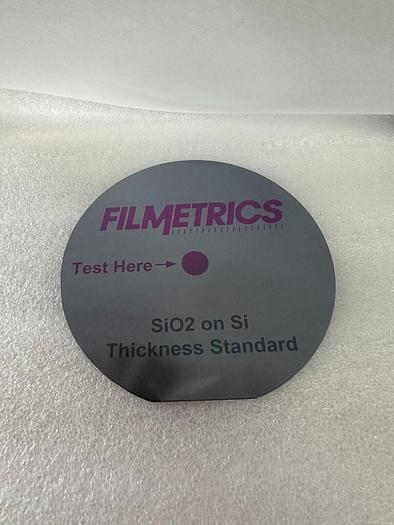 FILMETRICS
Test Here→
SiO2 on Si
Thickness Standard